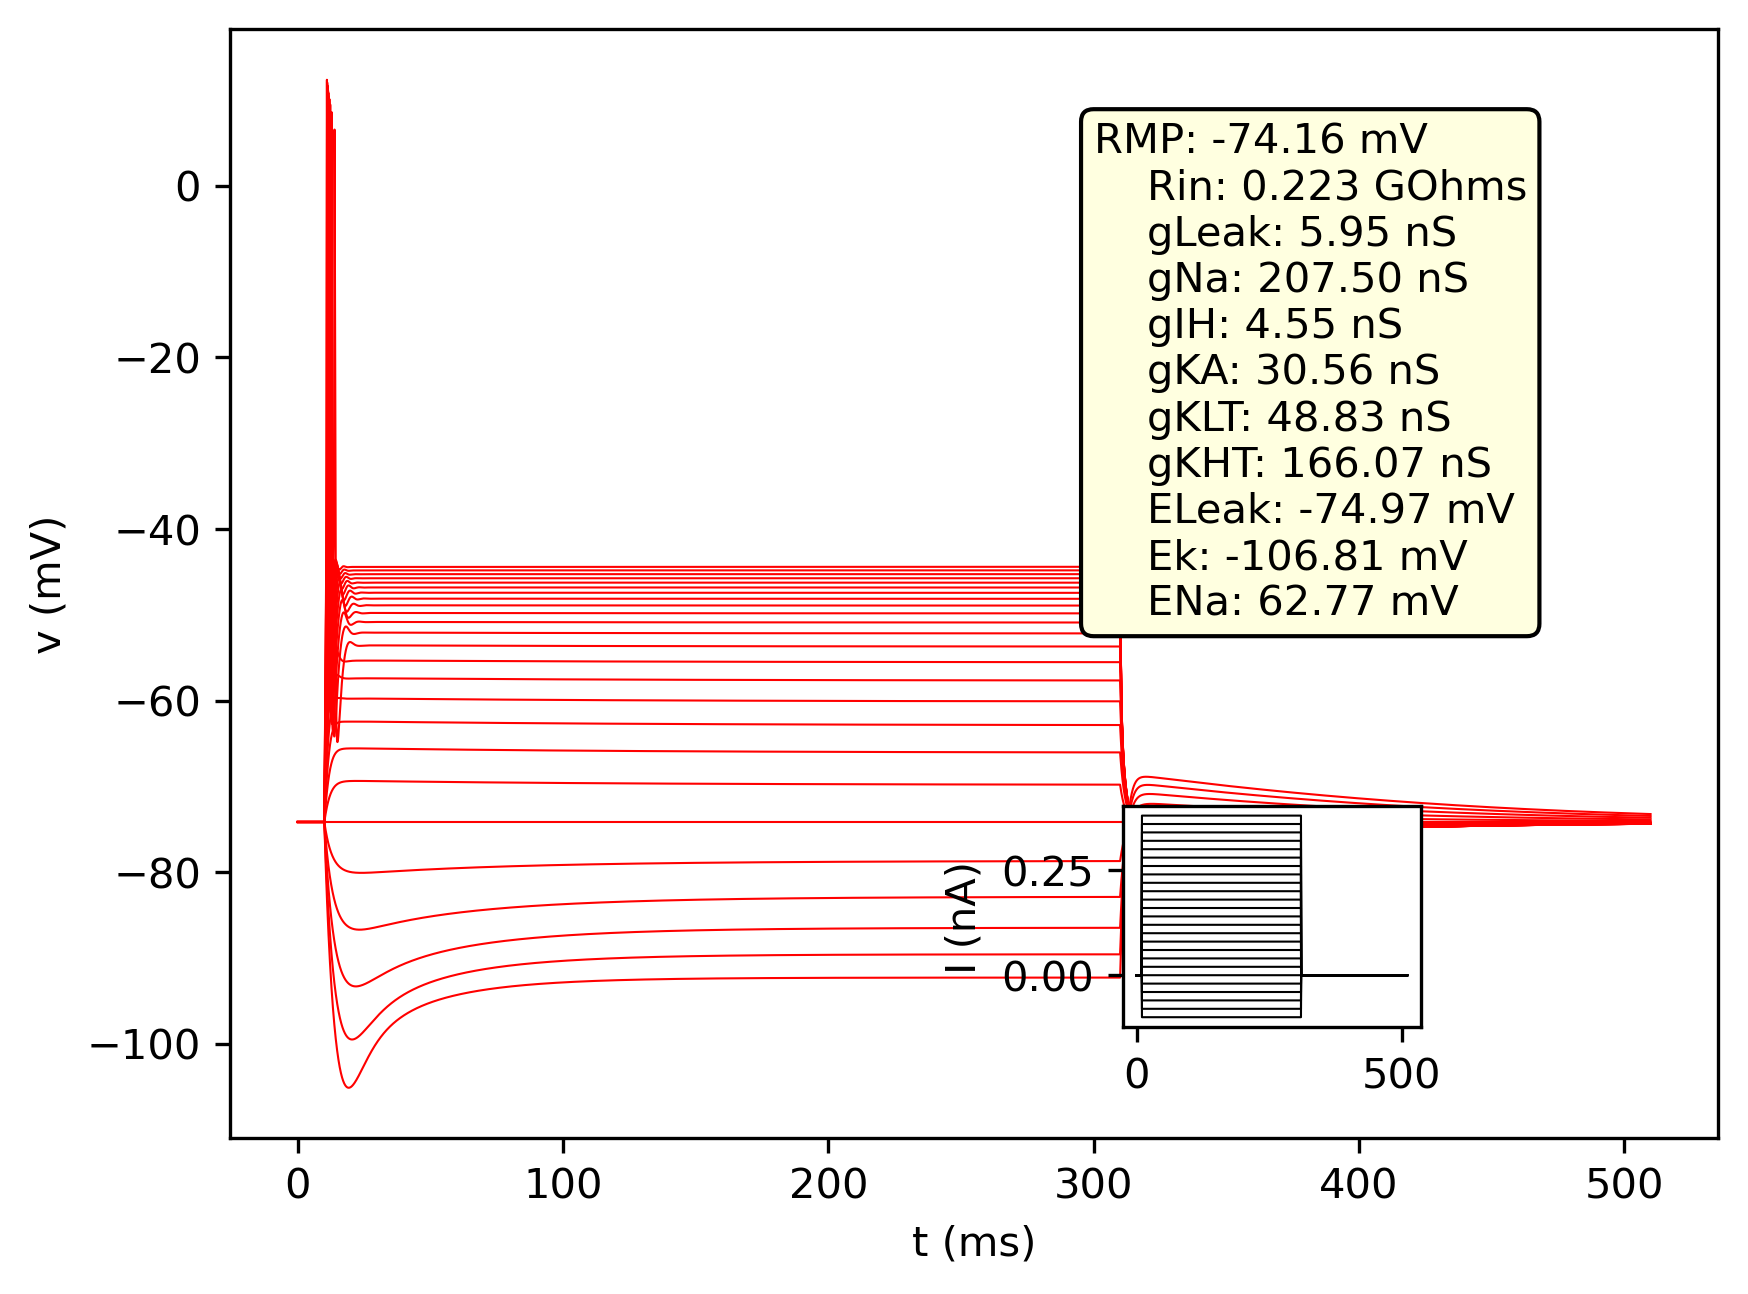 RMP: -74.16 mV
Rin: 0.223 GOhms
gLeak: 5.95 nS
gNa: 207.50 nS
gIH: 4.55 nS
gKA: 30.56 nS
gKLT: 48.83 nS
gKHT: 166.07 nS
ELeak: -74.97 mV
Ek: -106.81 mV
ENa: 62.77 mV
v (mV)
0
−20
−40
−60
−80
−100
I (nA)
0.25
0.00
0 500
0 100 200 300 400 500
t (ms)